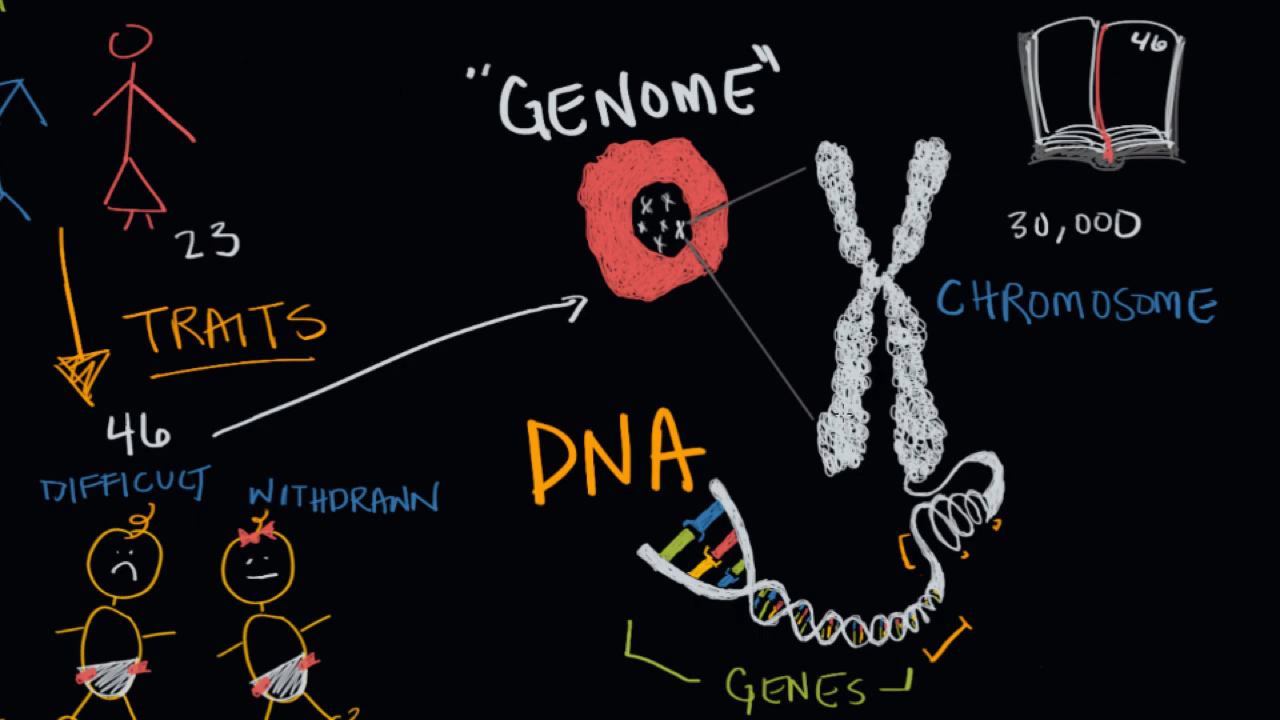 46
"GENOME"
30,000
23
CHROMOSOME
TRAITS
46
DNA
DIFFICULT
WITHDRAWN
GENES